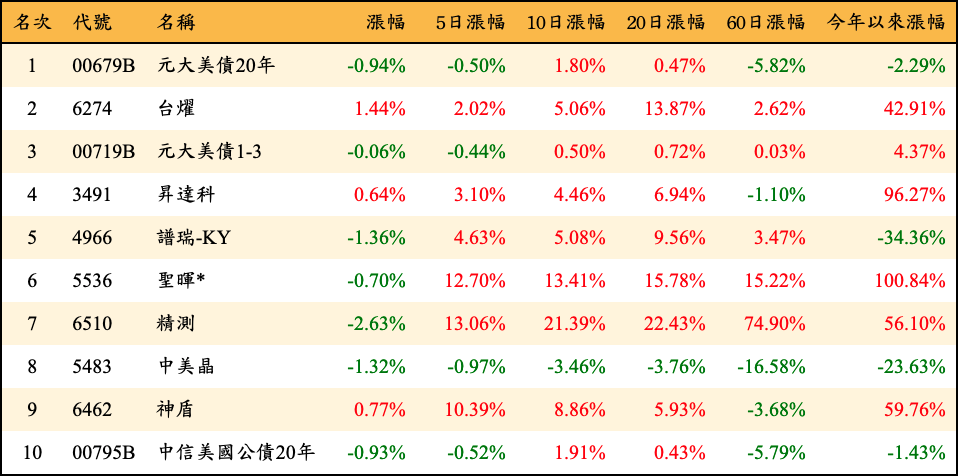 名次 代號 名稱 漲幅 5日漲幅 10日漲幅 20日漲幅 60日漲幅 今年以來漲幅
1 00679B 元大美債20年 -0.94% -0.50% 1.80% 0.47% -5.82% -2.29%
2 6274 台燿 1.44% 2.02% 5.06% 13.87% 2.62% 42.91%
3 00719B 元大美債1-3 -0.06% -0.44% 0.50% 0.72% 0.03% 4.37%
4 3491 昇達科 0.64% 3.10% 4.46% 6.94% -1.10% 96.27%
5 4966 譜瑞-KY -1.36% 4.63% 5.08% 9.56% 3.47% -34.36%
6 5536 聖暉* -0.70% 12.70% 13.41% 15.78% 15.22% 100.84%
7 6510 精測 -2.63% 13.06% 21.39% 22.43% 74.90% 56.10%
8 5483 中美晶 -1.32% -0.97% -3.46% -3.76% -16.58% -23.63%
9 6462 神盾 0.77% 10.39% 8.86% 5.93% -3.68% 59.76%
10 00795B 中信美國公債20年 -0.93% -0.52% 1.91% 0.43% -5.79% -1.43%